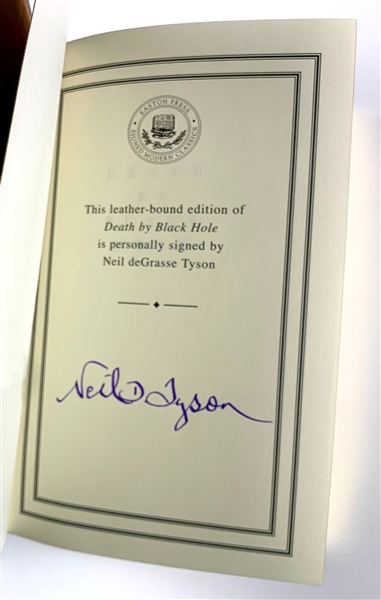 EASTON PRESS
SIGNED MODERN CLASSICS
This leather-bound edition of
Death by Black Hole
is personally signed by
Neil deGrasse Tyson
Neil D Tyson